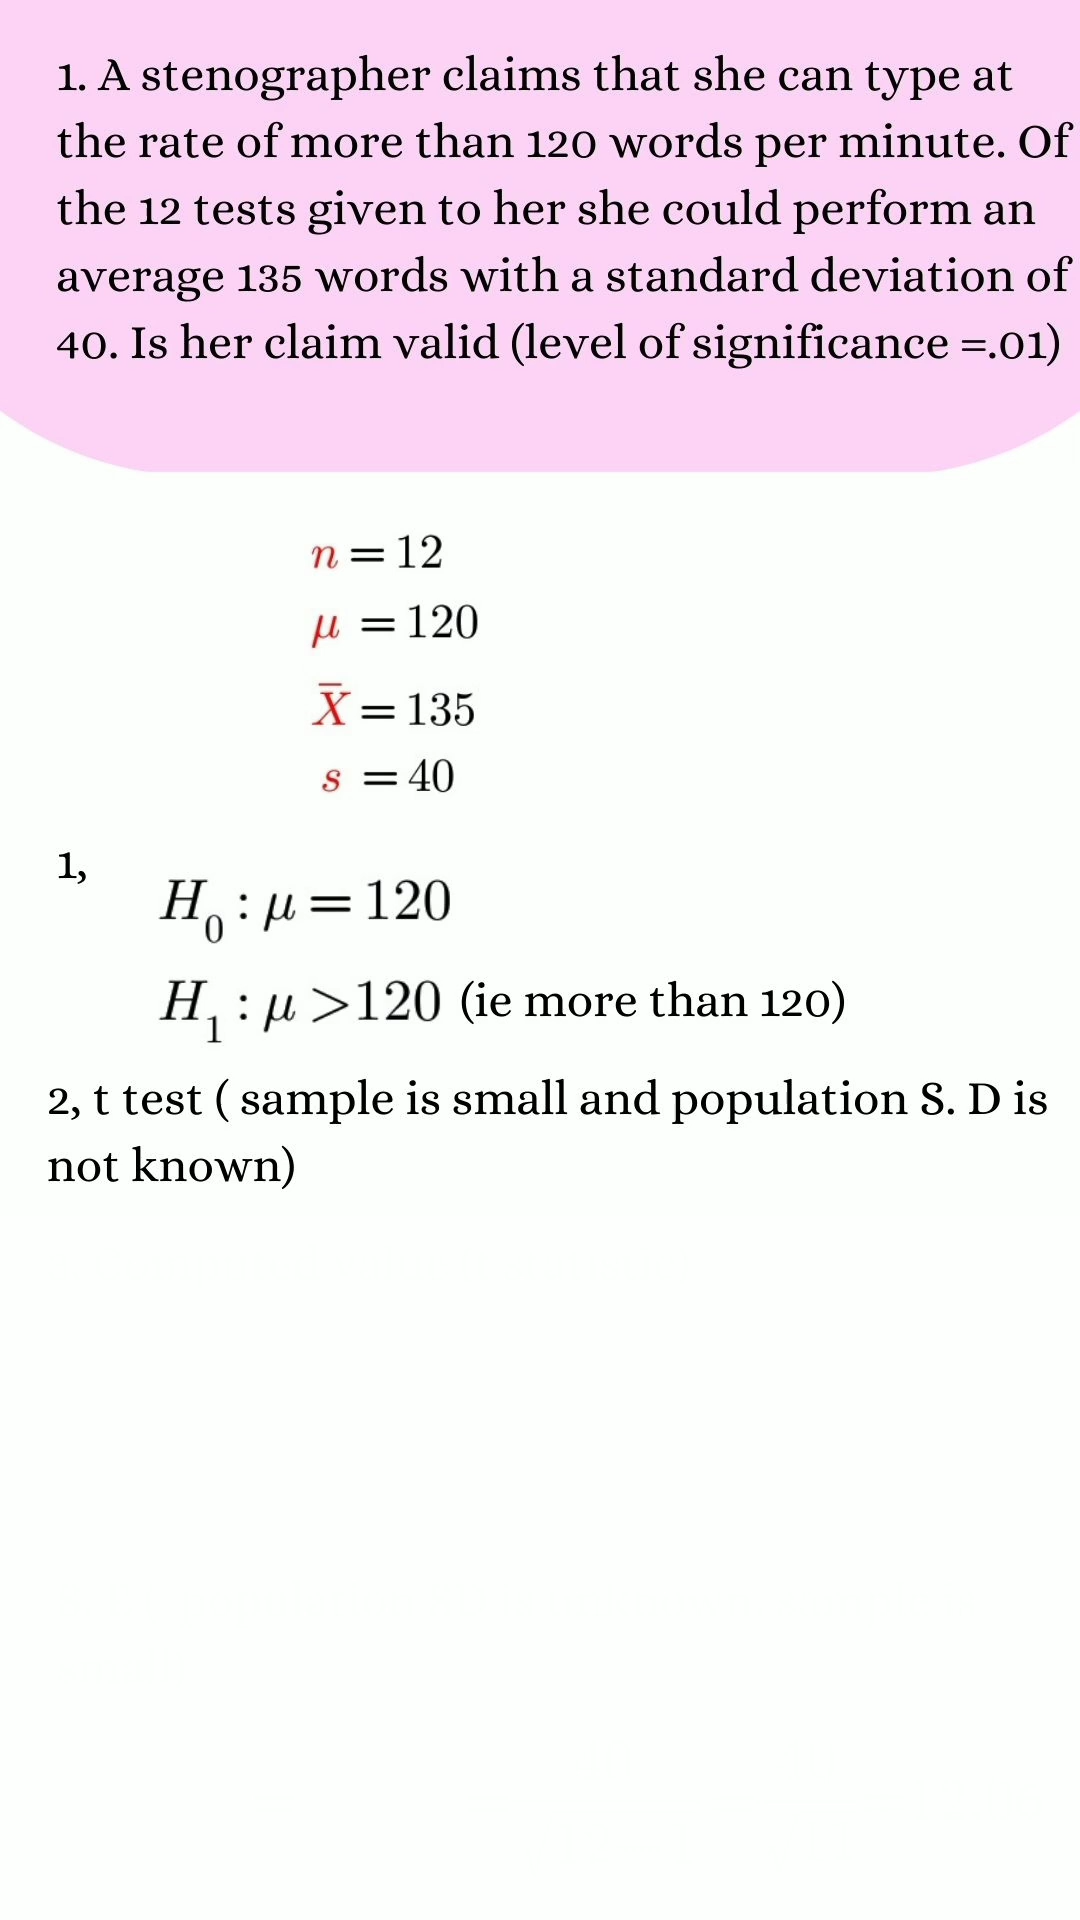 1. A stenographer claims that she can type at
the rate of more than 120 words per minute. Of
the 12 tests given to her she could perform an
average 135 words with a standard deviation of
40. Is her claim valid (level of significance =.01)
n = 12
μ = 120
X̄ = 135
s = 40
1,
H₀ : μ = 120
H₁ : μ >120 (ie more than 120)
2, t test ( sample is small and population S. D is
not known)